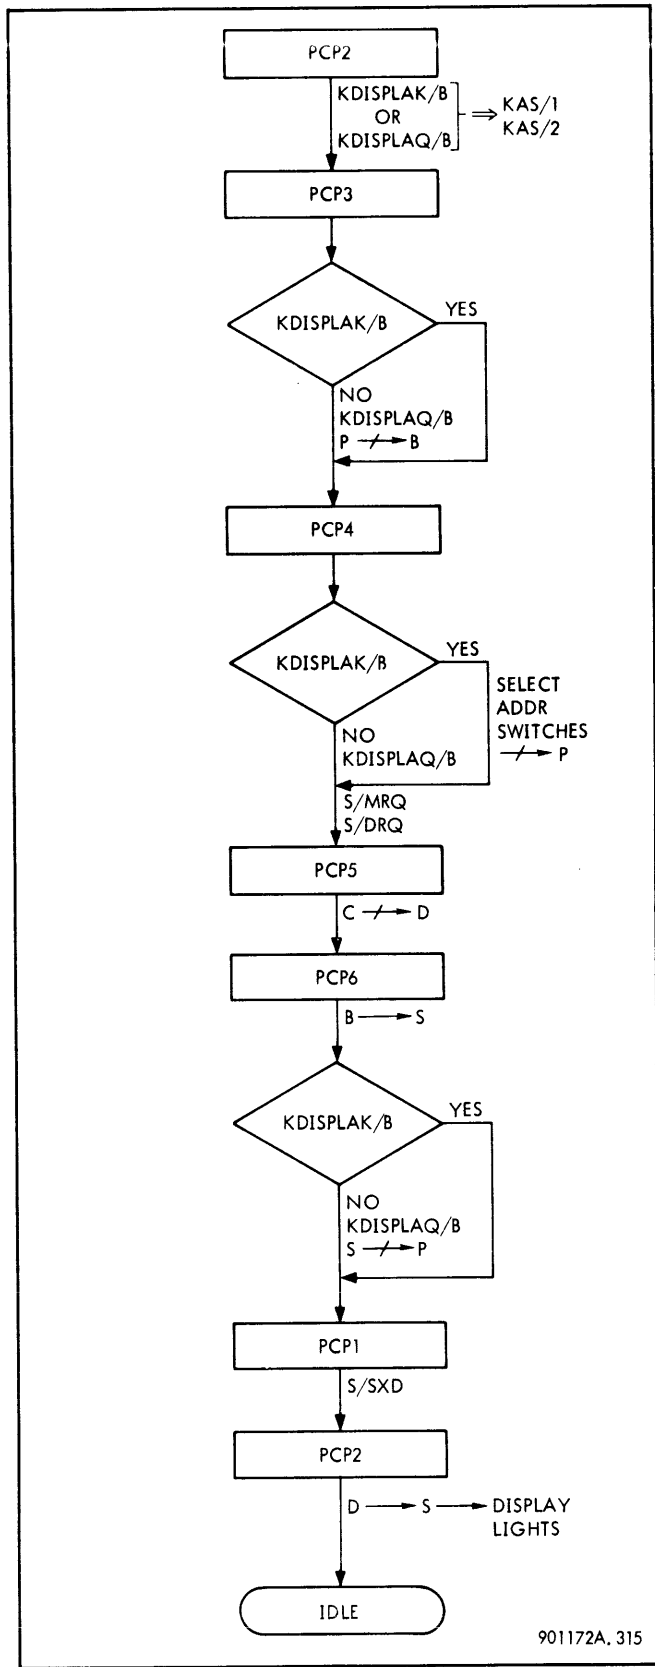 PCP2
KDISPLAK/B
OR
KDISPLAQ/B
⇒ KAS/1
KAS/2
PCP3
KDISPLAK/B
YES
NO
KDISPLAQ/B
P ↛ B
PCP4
KDISPLAK/B
YES
SELECT
ADDR
SWITCHES
↛ P
NO
KDISPLAQ/B
S/MRQ
S/DRQ
PCP5
C ↛ D
PCP6
B → S
KDISPLAK/B
YES
NO
KDISPLAQ/B
S ↛ P
PCP1
S/SXD
PCP2
D → S → DISPLAY
LIGHTS
IDLE
901172A.315